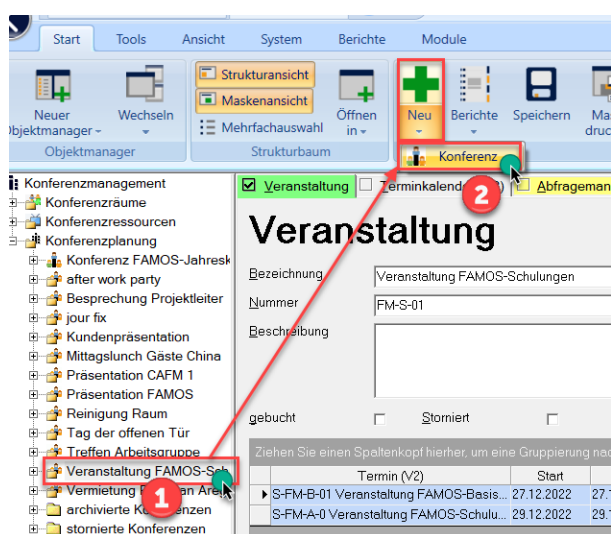 Start Tools Ansicht System Berichte Module
Strukturansicht
Maskenansicht
Mehrfachauswahl
Neuer
Wechseln
Öffnen
in
Neu
Berichte
Speichern
Objektmanager
Strukturbaum
Konferenz
2
Konferenzmanagement
Konferenzräume
Konferenzressourcen
Konferenzplanung
Konferenz FAMOS-Jahresk
after work party
Besprechung Projektleiter
jour fix
Kundenpräsentation
Mittagslunch Gäste China
Präsentation CAFM 1
Präsentation FAMOS
Reinigung Raum
Tag der offenen Tür
Treffen Arbeitsgruppe
Veranstaltung FAMOS-Sch
Vermietung
1
archivierte
stornierte Konferenzen
Veranstaltung
Veranstaltung
Bezeichnung Veranstaltung FAMOS-Schulungen
Nummer FM-S-01
Beschreibung
gebucht Storniert
Ziehen Sie einen Spaltenkopf hierher, um eine Gruppierung
Termin (V2) Start
S-FM-B-01 Veranstaltung FAMOS-Basis... 27.12.2022
S-FM-A-0 Veranstaltung FAMOS-Schulu... 29.12.2022